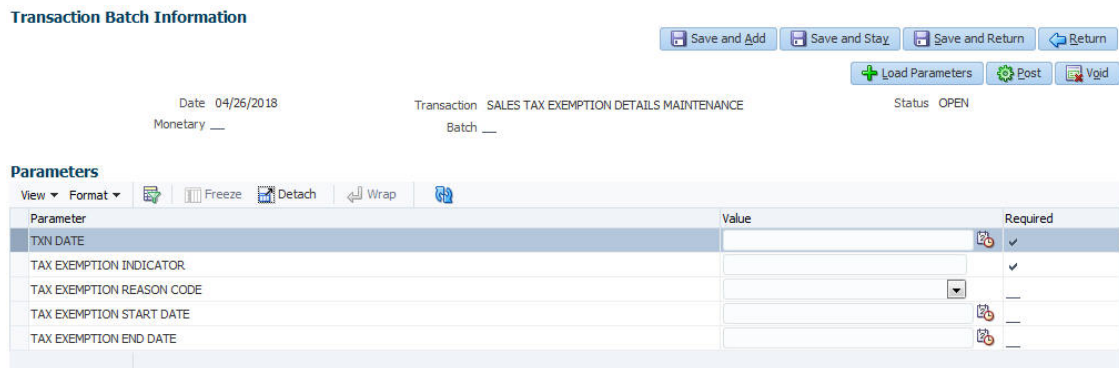 Transaction Batch Information
Save and Add Save and Stay Save and Return Return
Load Parameters Post Void
Date 04/26/2018 Transaction SALES TAX EXEMPTION DETAILS MAINTENANCE Status OPEN
Monetary Batch
Parameters
View Format Freeze Detach Wrap
Parameter Value Required
TXN DATE
TAX EXEMPTION INDICATOR
TAX EXEMPTION REASON CODE
TAX EXEMPTION START DATE
TAX EXEMPTION END DATE